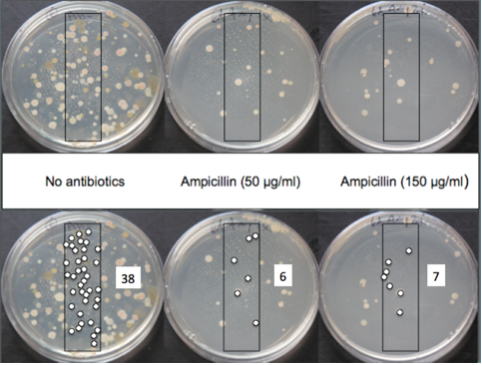 No antibiotics
Ampicillin (50 µg/ml)
Ampicillin (150 µg/ml)
38
6
7